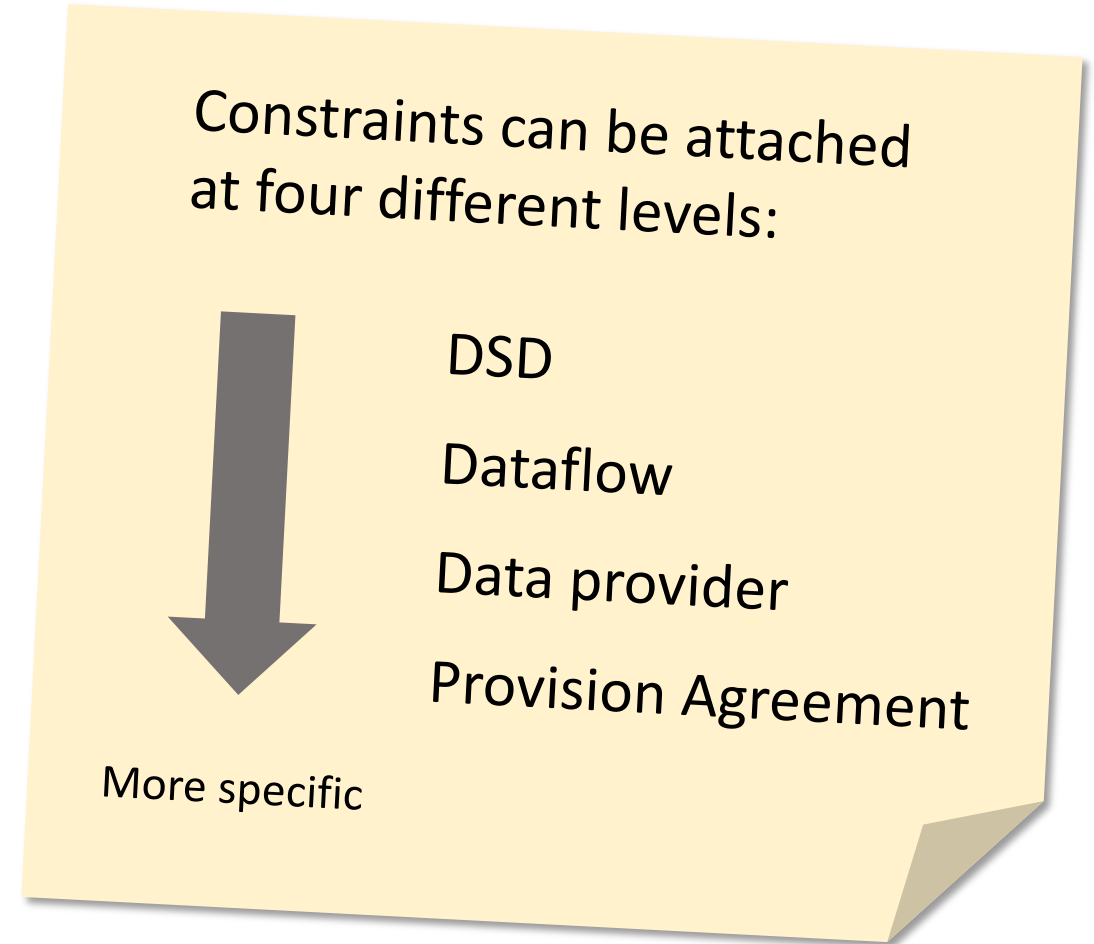 Constraints can be attached
at four different levels:
DSD
Dataflow
Data provider
Provision Agreement
More specific